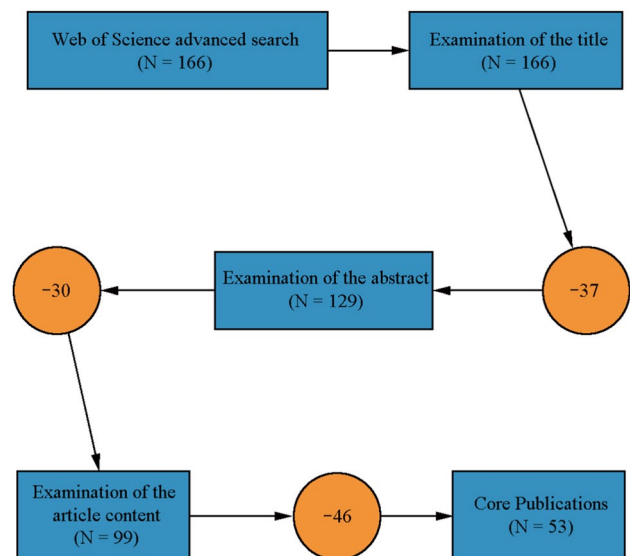 Web of Science advanced search
(N = 166)
Examination of the title
(N = 166)
-37
Examination of the abstract
(N = 129)
-30
Examination of the
article content
(N = 99)
-46
Core Publications
(N = 53)